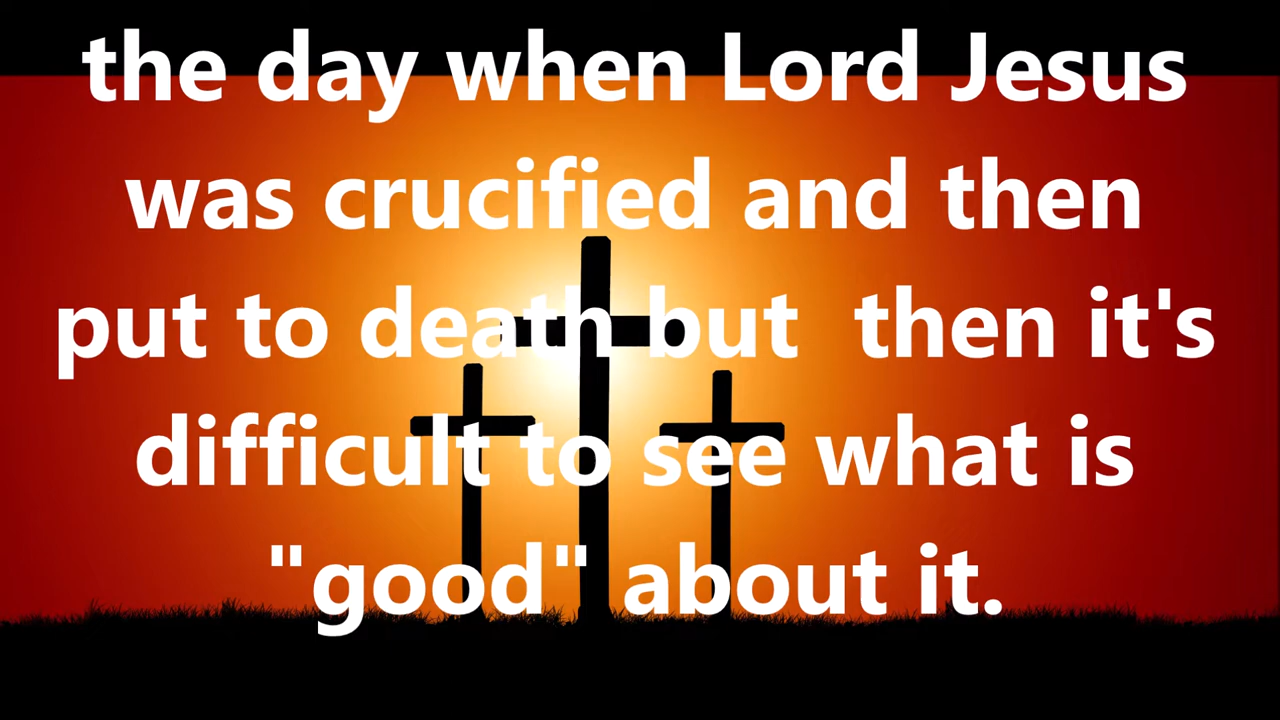 the day when Lord Jesus
was crucified and then
put to death but  then it's
difficult to see what is
"good" about it.